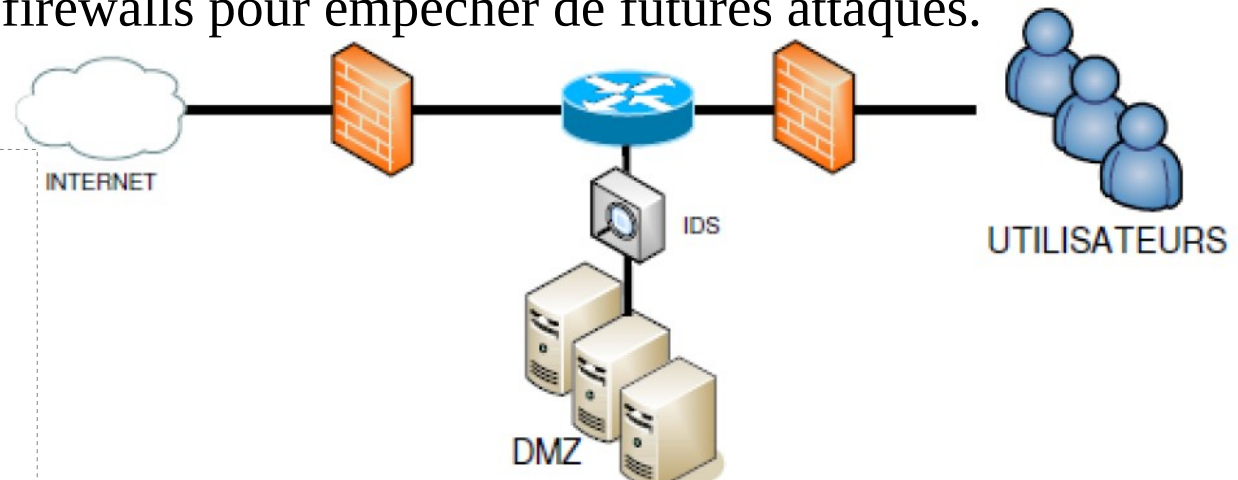 firewalls pour empêcher de futures attaques.
INTERNET
IDS
UTILISATEURS
DMZ